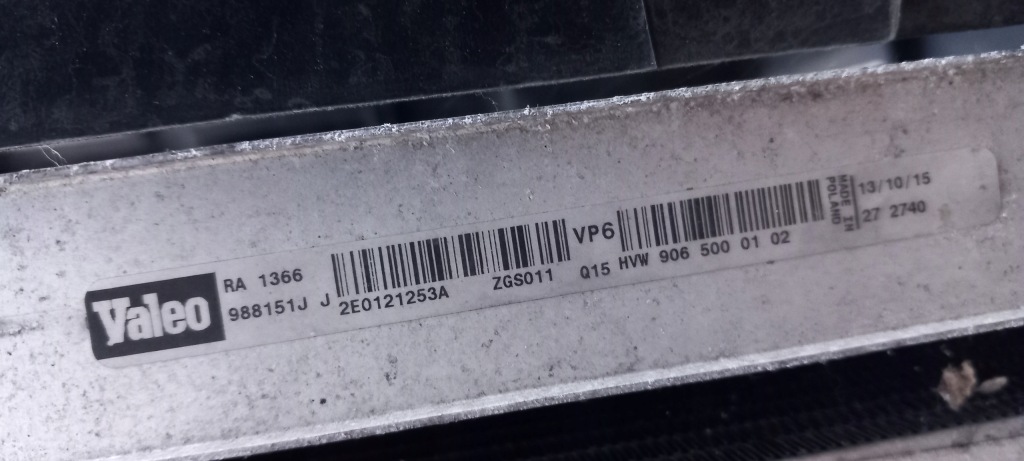 Valeo
RA 1366
988151J J
2E0121253A ZGS011
VP6
Q15 HVW 906 500 01 02
MADE IN
POLAND
13/10/15
27 2740